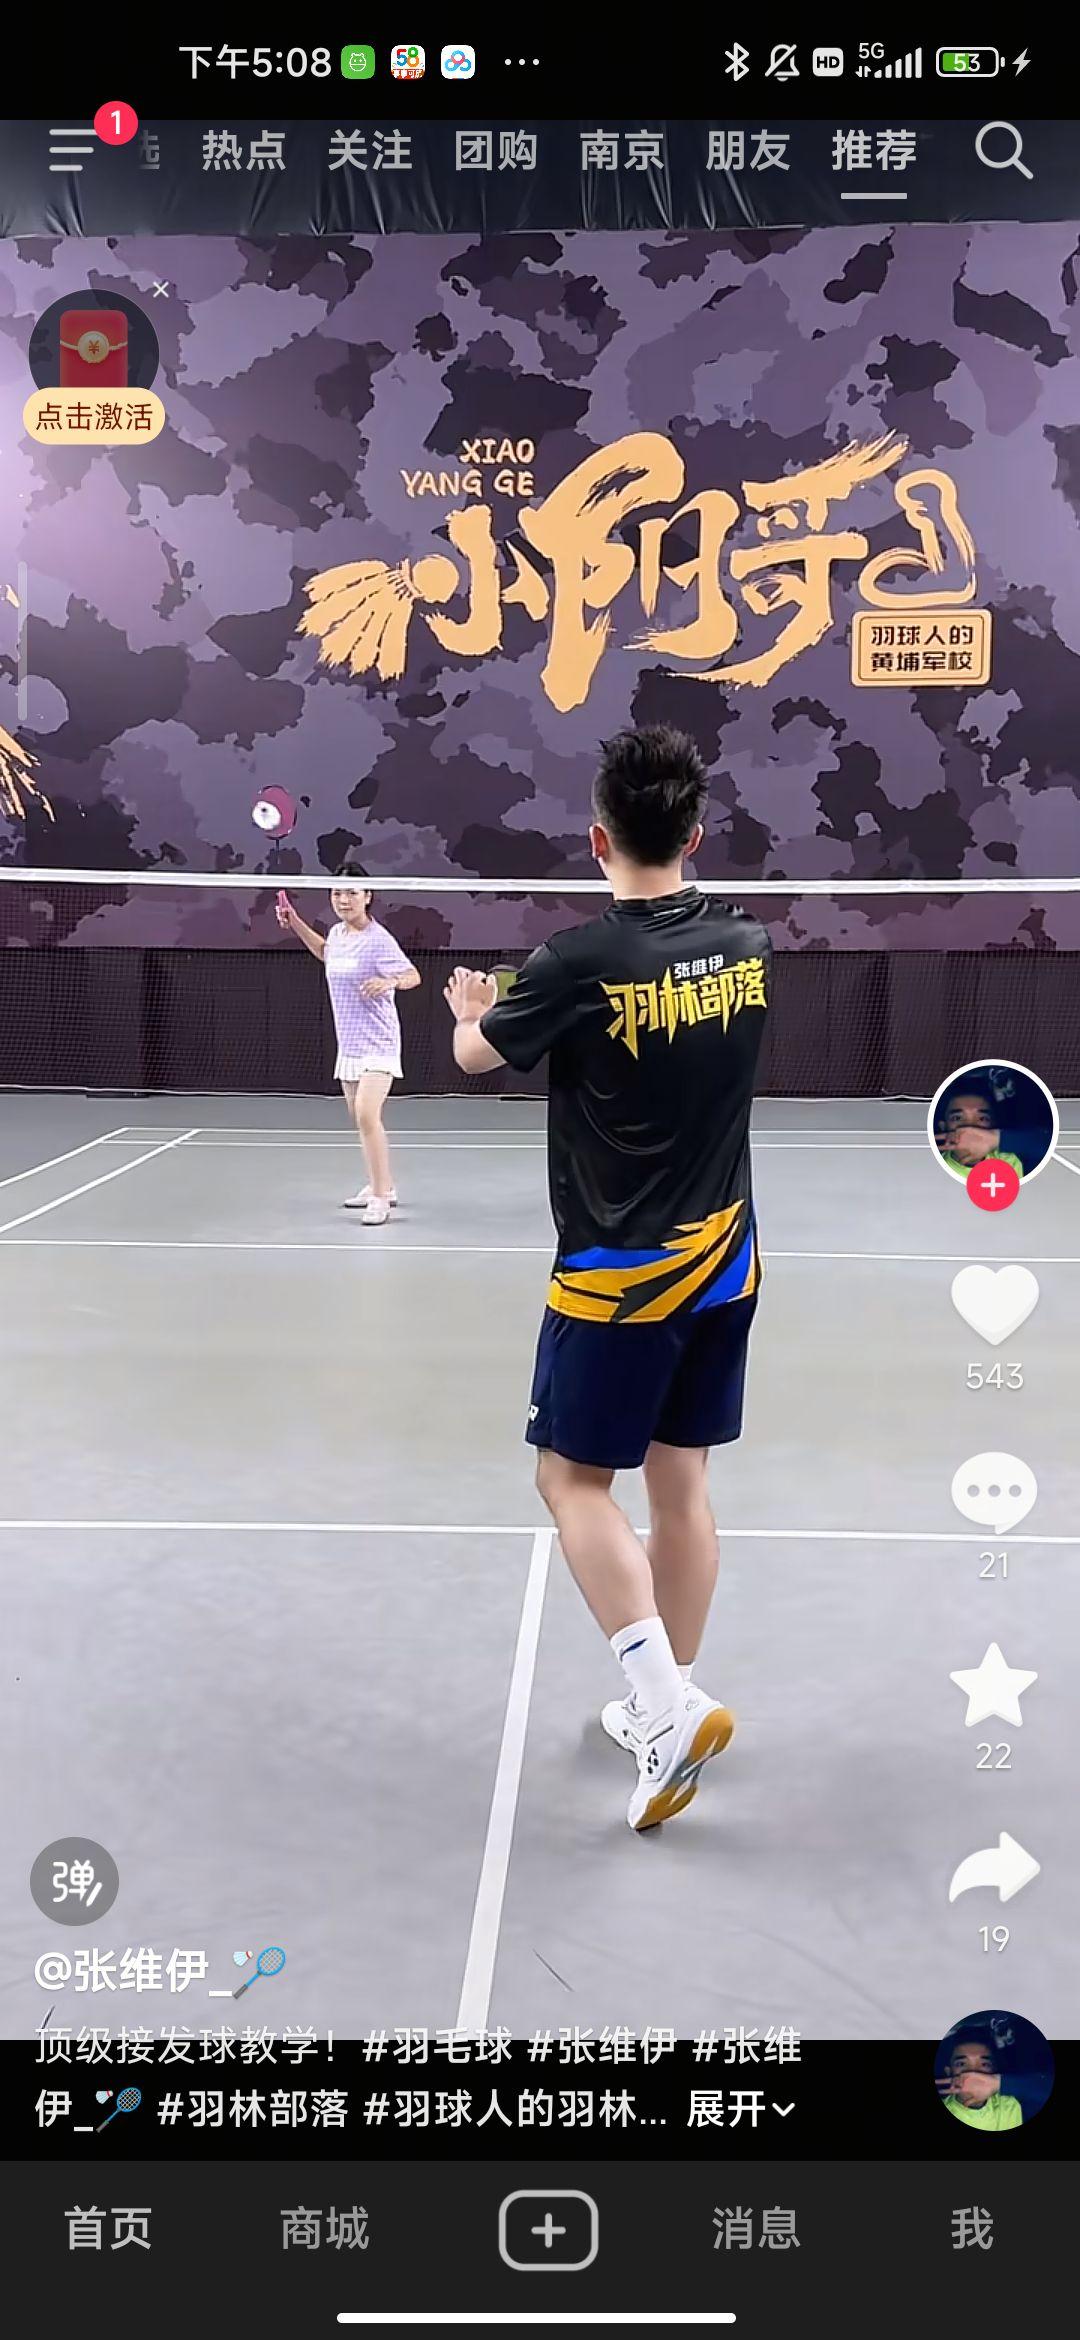 下午5:08
58
HD 5G 53
1
选 热点 关注 团购 南京 朋友 推荐
点击激活
XIAO
YANG GE
小阳哥
羽球人的
黄埔军校
张维伊
羽林部落
543
21
22
19
弹
@张维伊_🏸
顶级接发球教学！#羽毛球 #张维伊 #张维
伊_🏸 #羽林部落 #羽球人的羽林... 展开
首页 商城 消息 我